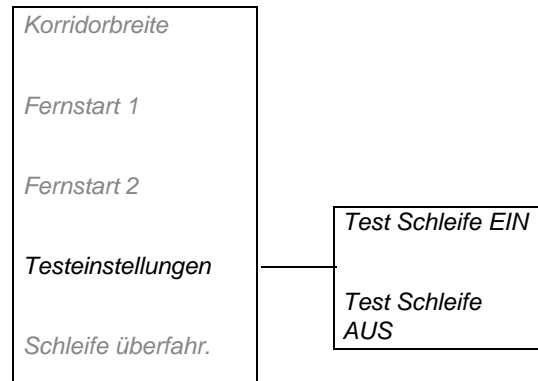 Korridorbreite
Fernstart 1
Fernstart 2
Testeinstellungen
Schleife überfahr.
Test Schleife EIN
Test Schleife
AUS